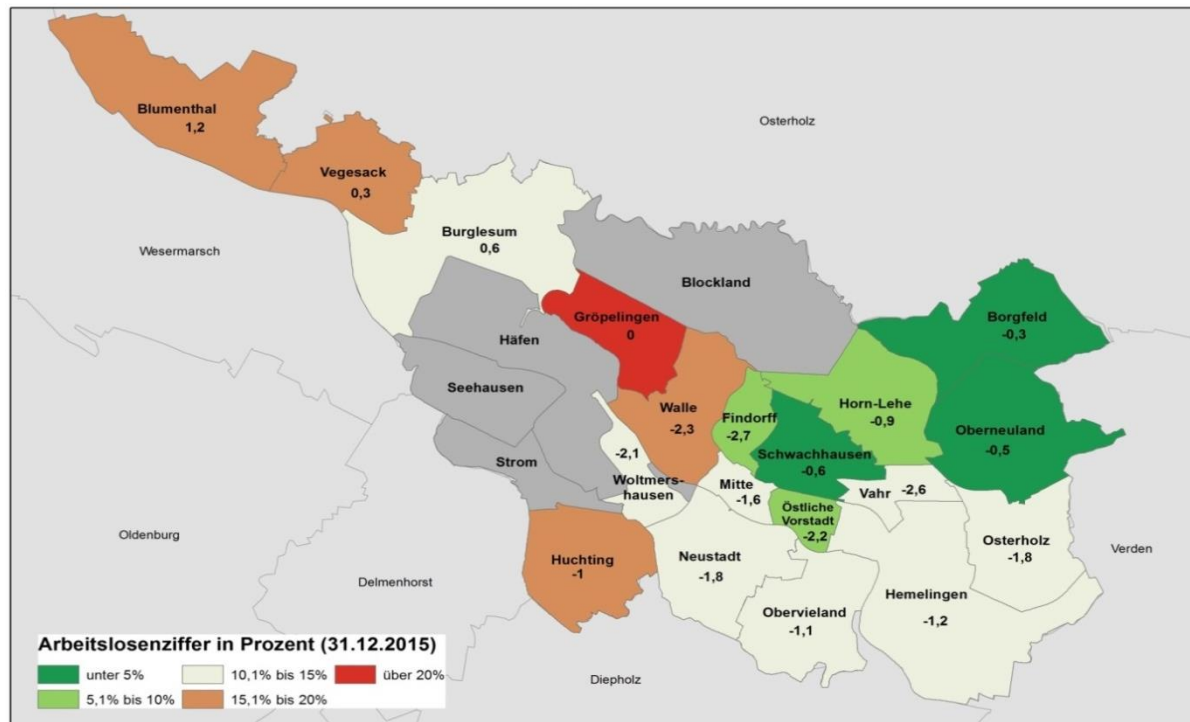 Blumenthal
1,2
Osterholz
Vegesack
0,3
Burglesum
0,6
Wesermarsch
Blockland
Borgfeld
-0,3
Gröpelingen
0
Häfen
Seehausen
Walle
-2,3
Findorff
-2,7
Horn-Lehe
-0,9
Oberneuland
-0,5
Schwachhausen
-0,6
-2,1
Woltmers-
hausen
Strom
Mitte
-1,6
Vahr
-2,6
Östliche
Vorstadt
-2,2
Oldenburg
Delmenhorst
Huchting
-1
Neustadt
-1,8
Osterholz
-1,8
Verden
Hemelingen
-1,2
Obervieland
-1,1
Diepholz
Arbeitslosenziffer in Prozent (31.12.2015)
unter 5%
10,1% bis 15%
über 20%
5,1% bis 10%
15,1% bis 20%